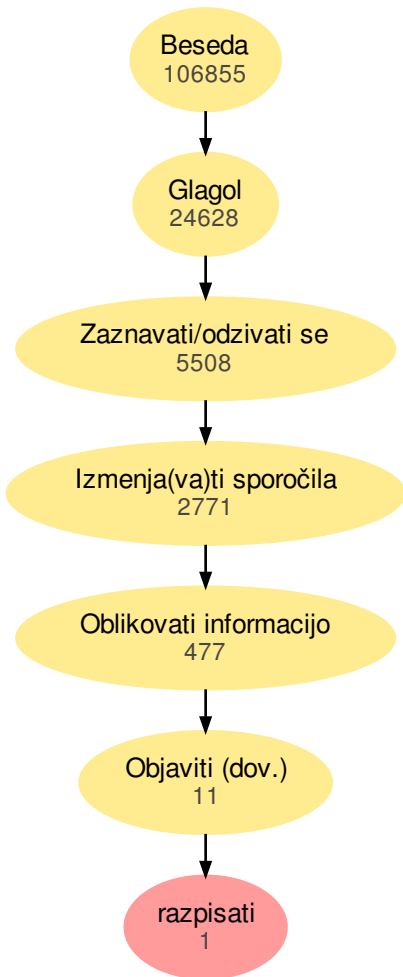 Beseda
106855
Glagol
24628
Zaznavati/odzivati se
5508
Izmenja(va)ti sporočila
2771
Oblikovati informacijo
477
Objaviti (dov.)
11
razpisati
1